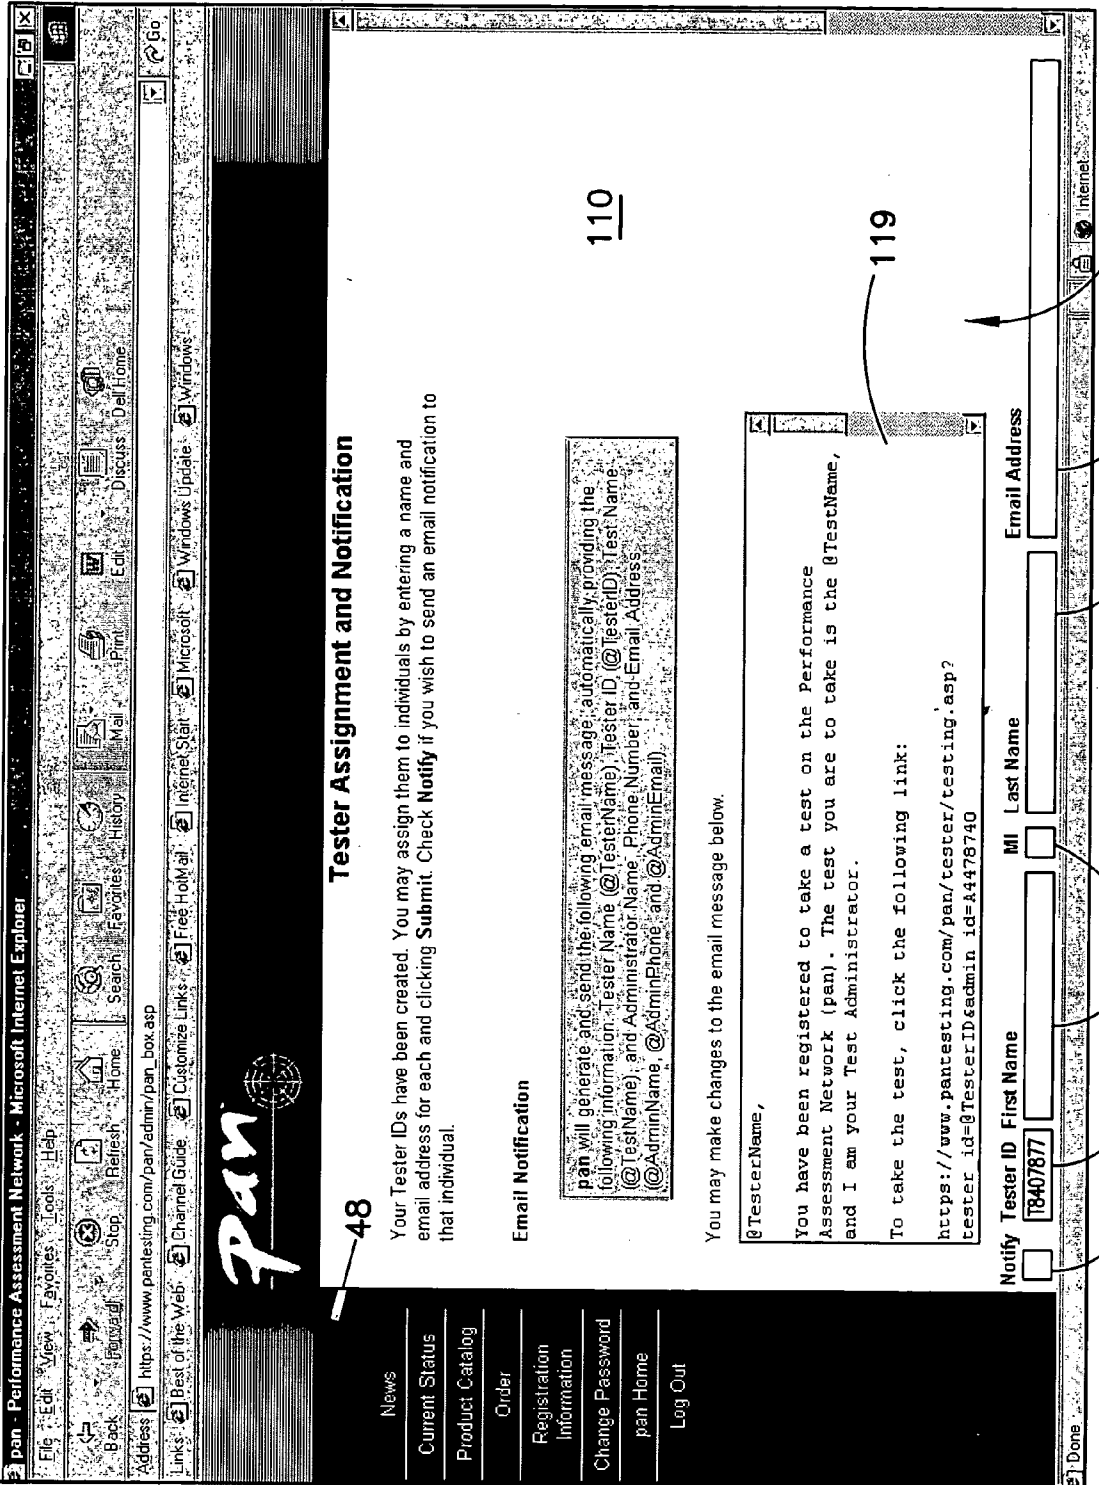 pan - Performance Assessment Network - Microsoft Internet Explorer
File Edit View Favorites Tools Help
Back Forward Stop Refresh Home Search Favorites History Mail Print Edit Discuss Dell Home
Address https://www.pantesting.com/pan/admin/pan_box.asp Go
Links Best of the Web Channel Guide Customize Links Free HotMail Internet Start Microsoft Windows Update Windows
pan
48
News
Current Status
Product Catalog
Order
Registration
Information
Change Password
pan Home
Log Out
Tester Assignment and Notification
Your Tester IDs have been created. You may assign them to individuals by entering a name and
email address for each and clicking Submit. Check Notify if you wish to send an email notification to
that individual.
Email Notification
110
pan will generate and send the following email message, automatically providing the
following information: Tester Name (@TesterName), Tester ID (@TesterID), Test Name
(@TestName), and Administrator Name, Phone Number, and Email Address
(@AdminName, @AdminPhone, and @AdminEmail).
You may make changes to the email message below.
@TesterName,
You have been registered to take a test on the Performance
Assessment Network (pan). The test you are to take is the @TestName,
and I am your Test Administrator.
To take the test, click the following link:
https://www.pantesting.com/pan/tester/testing.asp?
tester_id=@TesterID&admin_id=A4478740
119
Notify Tester ID First Name MI Last Name Email Address
T8407877
Done Internet